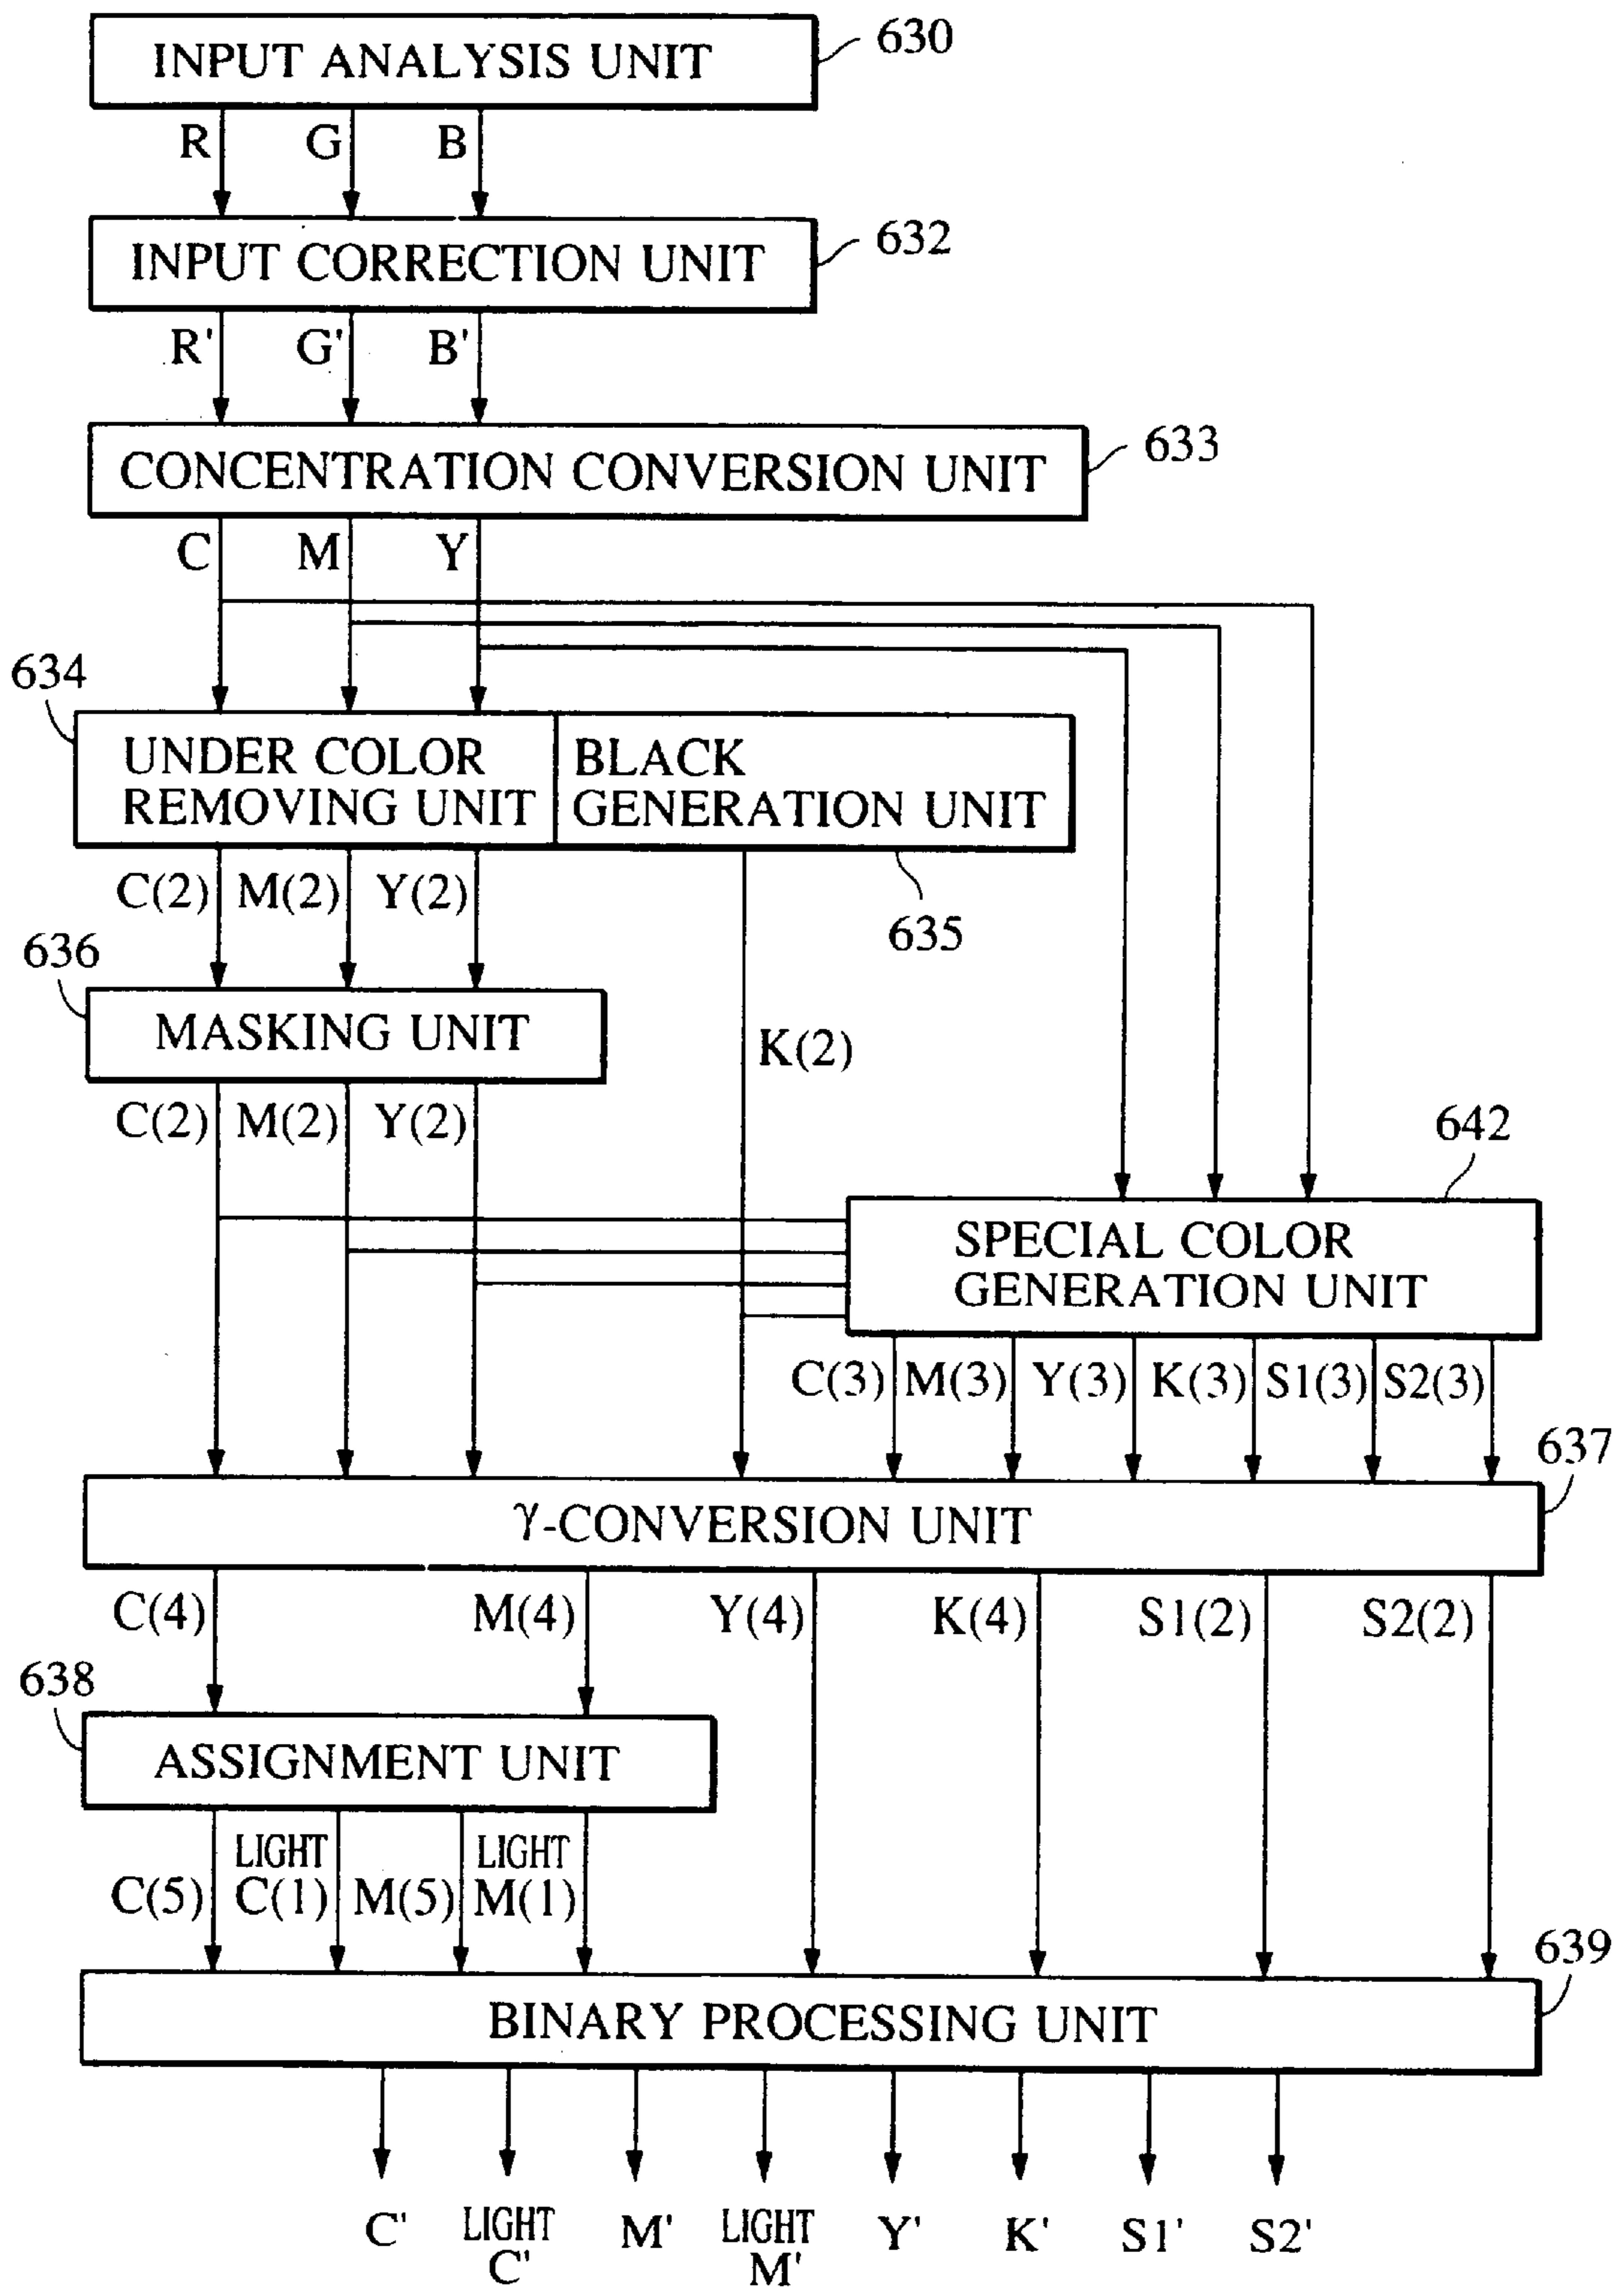 INPUT ANALYSIS UNIT
630
R G B
INPUT CORRECTION UNIT
632
R' G' B'
CONCENTRATION CONVERSION UNIT
633
C M Y
634
UNDER COLOR
REMOVING UNIT
BLACK
GENERATION UNIT
635
C(2) M(2) Y(2)
636
MASKING UNIT
K(2)
C(2) M(2) Y(2)
642
SPECIAL COLOR
GENERATION UNIT
C(3) M(3) Y(3) K(3) S1(3) S2(3)
637
γ-CONVERSION UNIT
C(4) M(4) Y(4) K(4) S1(2) S2(2)
638
ASSIGNMENT UNIT
C(5)
LIGHT
C(1)
M(5)
LIGHT
M(1)
639
BINARY PROCESSING UNIT
C'
LIGHT
C'
M'
LIGHT
M'
Y'
K'
S1'
S2'